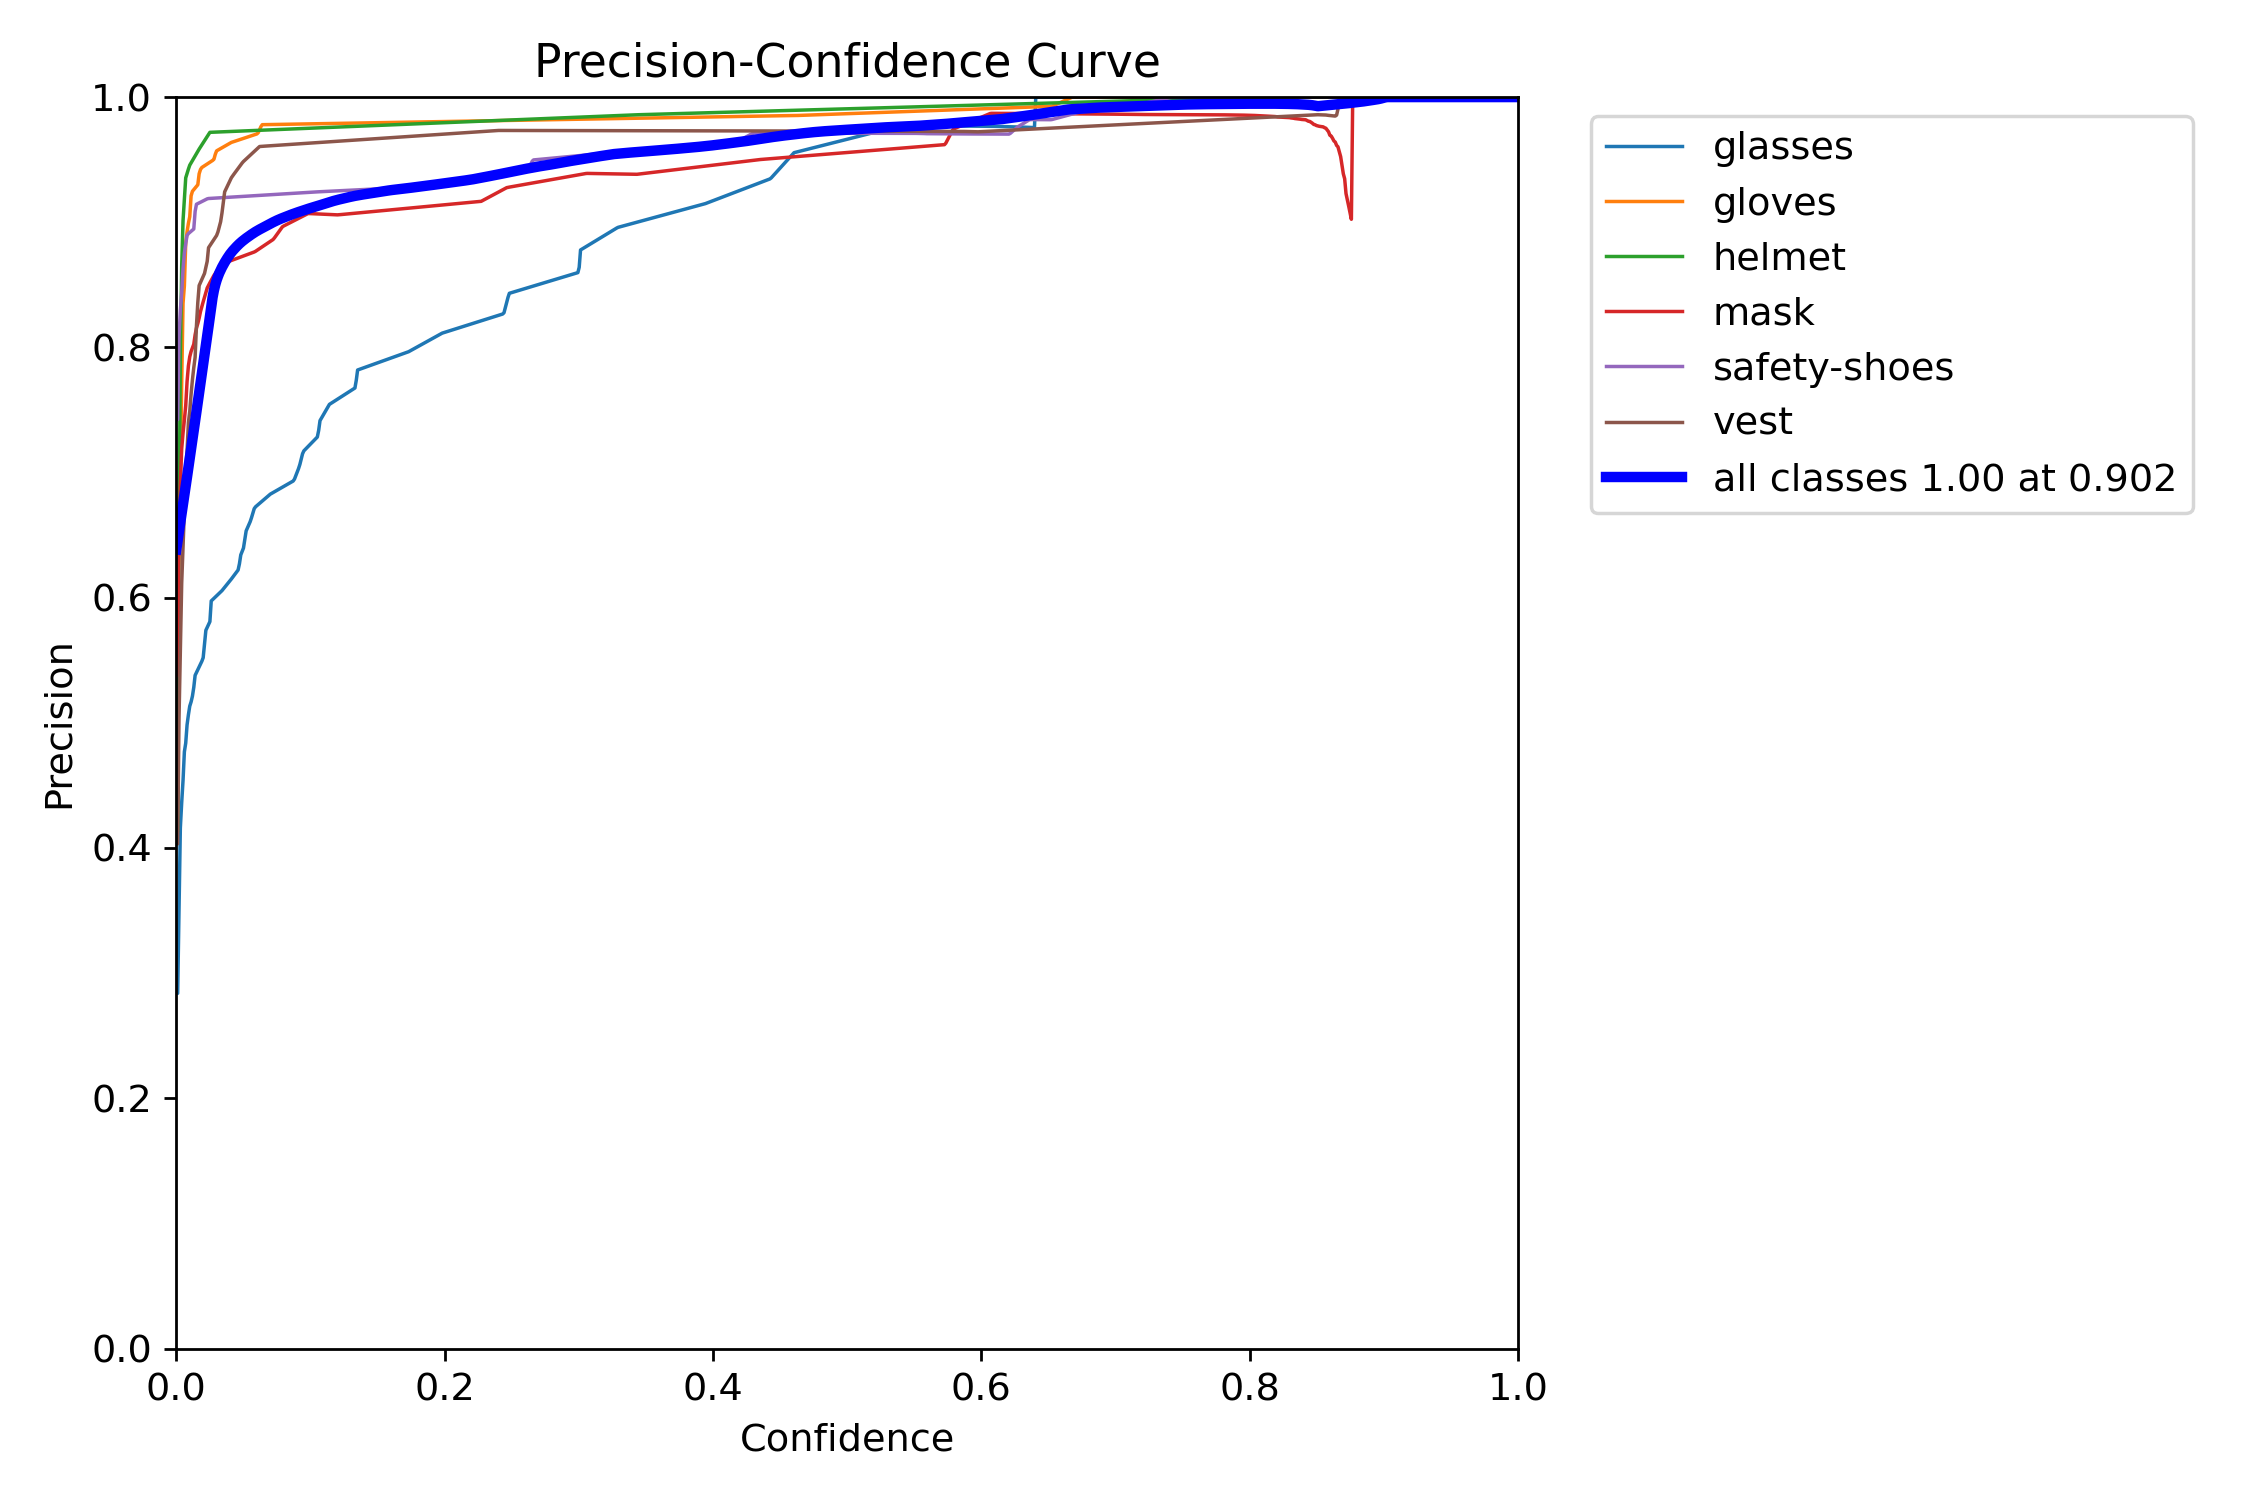 Precision-Confidence Curve
1.0
0.8
0.6
0.4
0.2
0.0
Precision
0.0 0.2 0.4 0.6 0.8 1.0
Confidence
glasses
gloves
helmet
mask
safety-shoes
vest
all classes 1.00 at 0.902